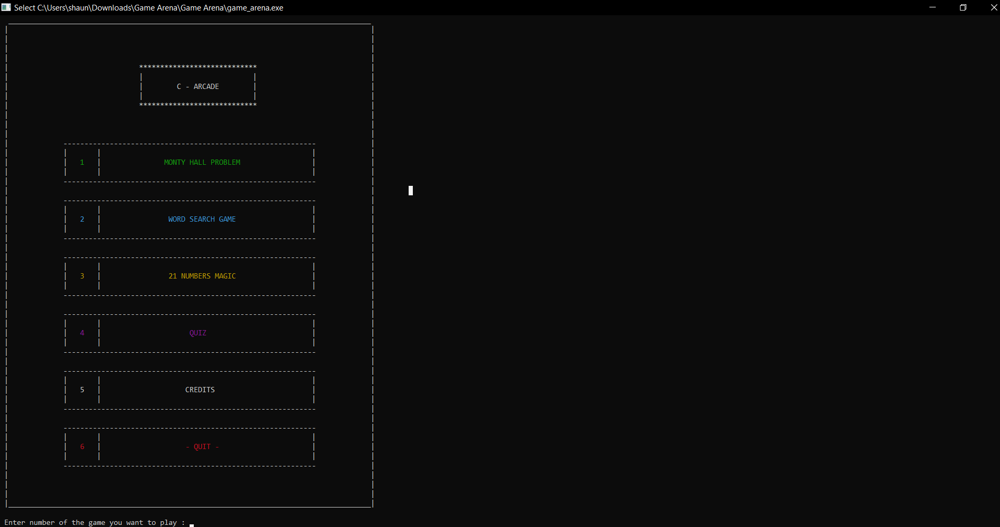 Select C:\Users\shaun\Downloads\Game Arena\Game Arena\game_arena.exe
****************************
C - ARCADE
****************************
1 MONTY HALL PROBLEM
2 WORD SEARCH GAME
3 21 NUMBERS MAGIC
4 QUIZ
5 CREDITS
6 - QUIT -
Enter number of the game you want to play :